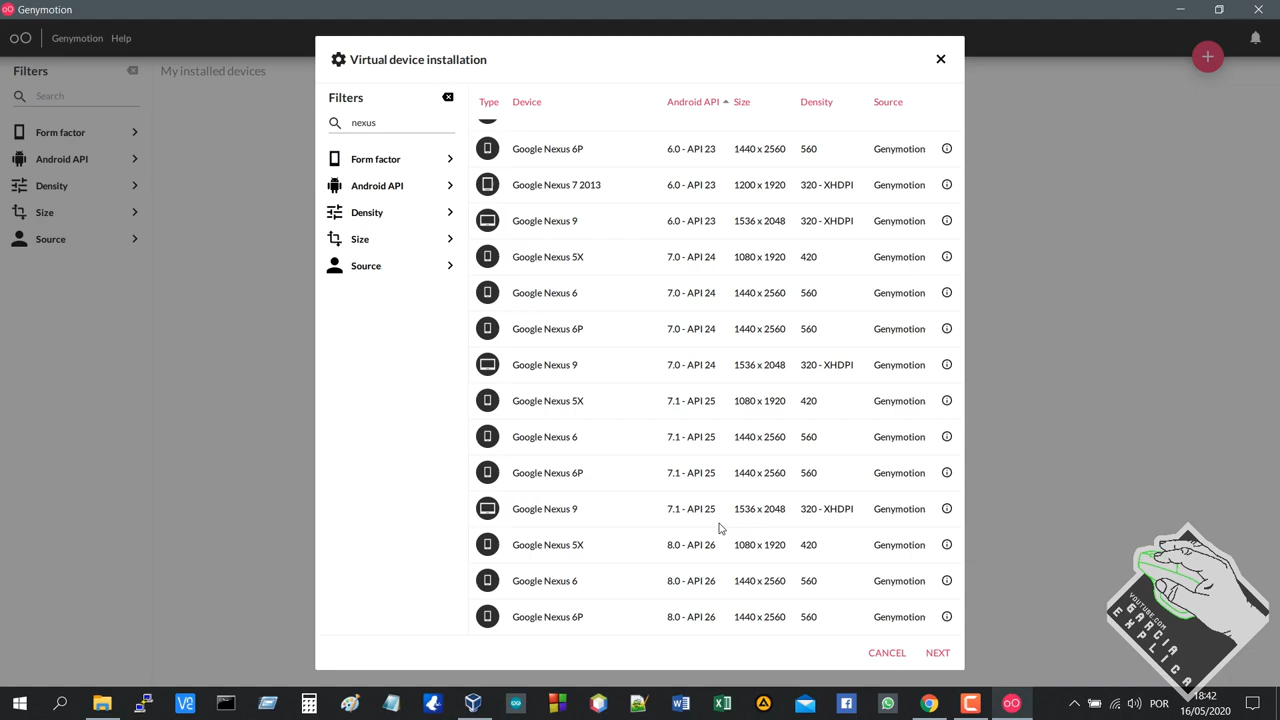 Genymotion
Genymotion Help
Filters
My installed devices
Search
Form factor
Android API
Density
Size
Source
Virtual device installation
Filters
nexus
Form factor
Android API
Density
Size
Source
Type Device Android API Size Density Source
Google Nexus 6P 6.0 - API 23 1440 x 2560 560 Genymotion
Google Nexus 7 2013 6.0 - API 23 1200 x 1920 320 - XHDPI Genymotion
Google Nexus 9 6.0 - API 23 1536 x 2048 320 - XHDPI Genymotion
Google Nexus 5X 7.0 - API 24 1080 x 1920 420 Genymotion
Google Nexus 6 7.0 - API 24 1440 x 2560 560 Genymotion
Google Nexus 6P 7.0 - API 24 1440 x 2560 560 Genymotion
Google Nexus 9 7.0 - API 24 1536 x 2048 320 - XHDPI Genymotion
Google Nexus 5X 7.1 - API 25 1080 x 1920 420 Genymotion
Google Nexus 6 7.1 - API 25 1440 x 2560 560 Genymotion
Google Nexus 6P 7.1 - API 25 1440 x 2560 560 Genymotion
Google Nexus 9 7.1 - API 25 1536 x 2048 320 - XHDPI Genymotion
Google Nexus 5X 8.0 - API 26 1080 x 1920 420 Genymotion
Google Nexus 6 8.0 - API 26 1440 x 2560 560 Genymotion
Google Nexus 6P 8.0 - API 26 1440 x 2560 560 Genymotion
CANCEL NEXT
YOUTUBE.COM
EGARCIA
EXPLICA
POR
18:42
16/05/2020